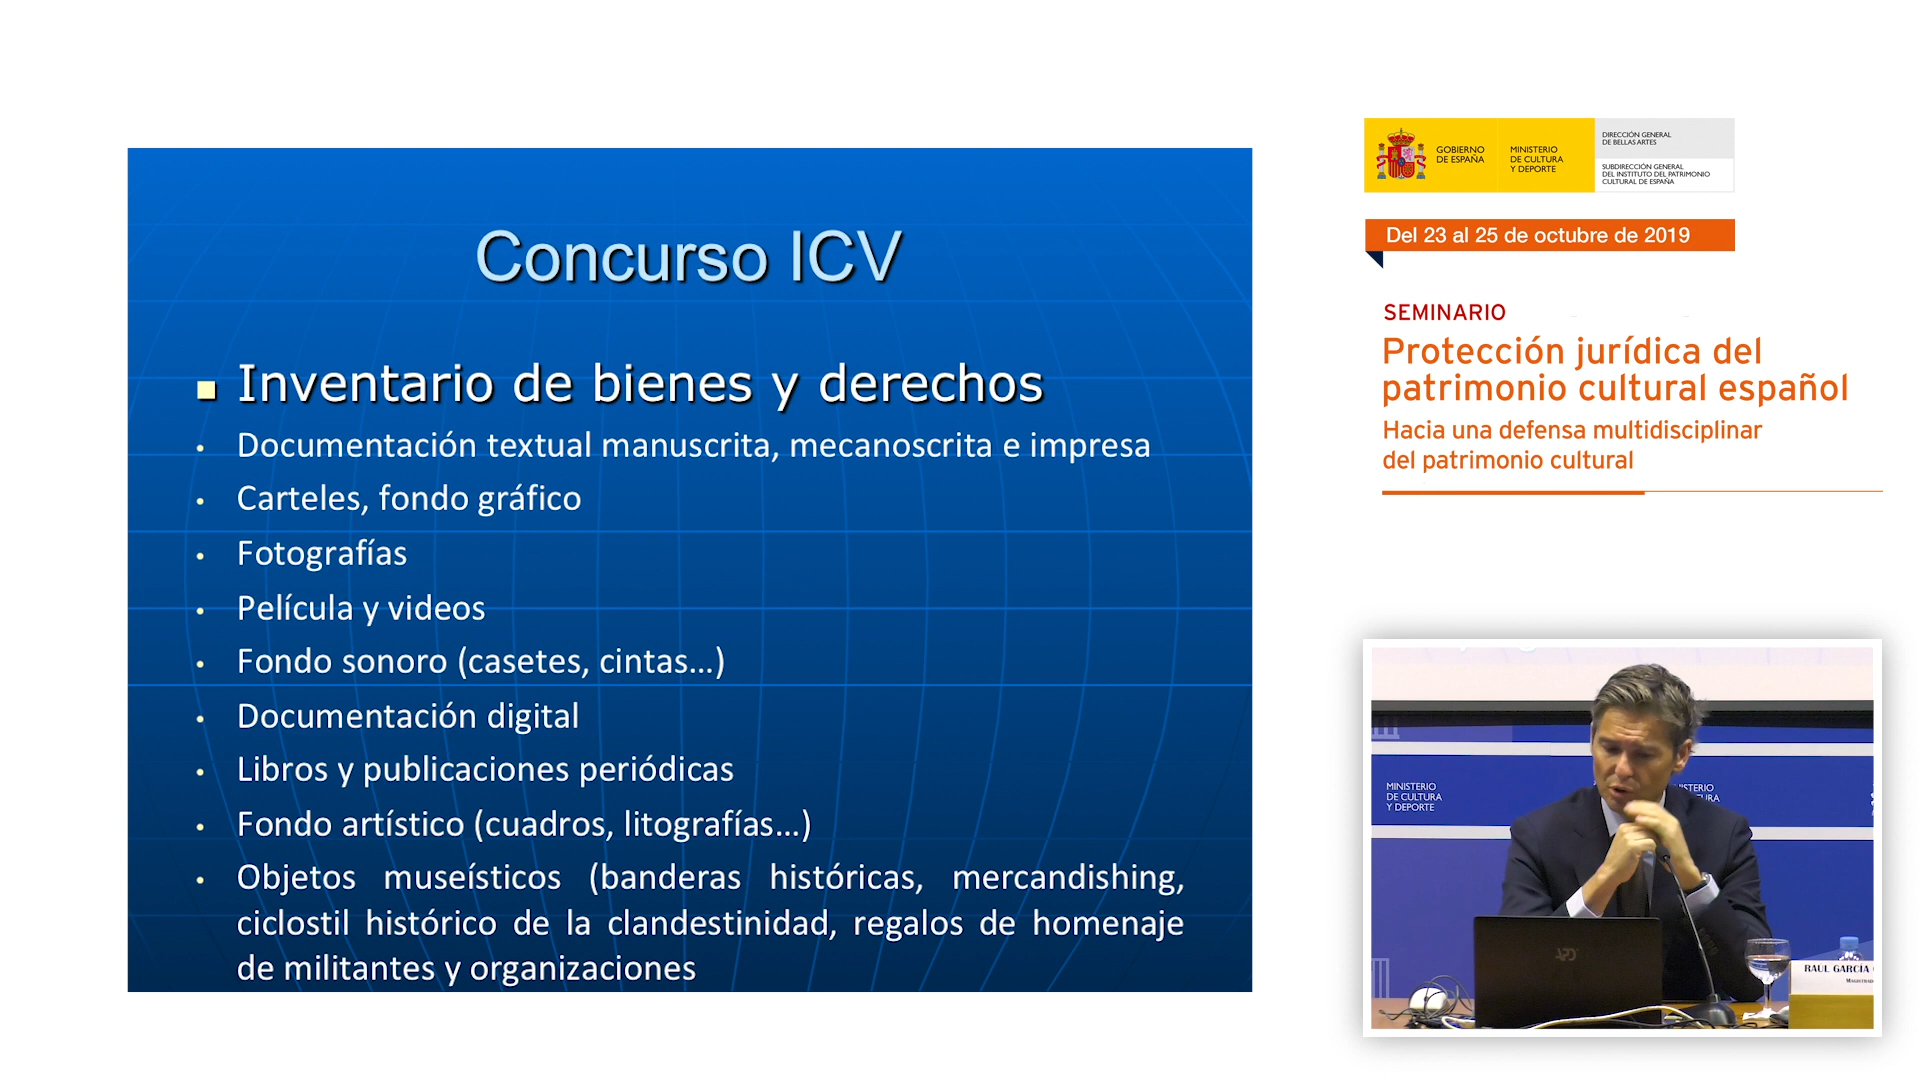 Concurso ICV
Inventario de bienes y derechos
Documentación textual manuscrita, mecanoscrita e impresa
Carteles, fondo gráfico
Fotografías
Película y videos
Fondo sonoro (casetes, cintas...)
Documentación digital
Libros y publicaciones periódicas
Fondo artístico (cuadros, litografías...)
Objetos museísticos (banderas históricas, mercandishing,
ciclostil histórico de la clandestinidad, regalos de homenaje
de militantes y organizaciones
GOBIERNO
DE ESPAÑA
MINISTERIO
DE CULTURA
Y DEPORTE
DIRECCIÓN GENERAL
DE BELLAS ARTES
SUBDIRECCIÓN GENERAL
DEL INSTITUTO DEL PATRIMONIO
CULTURAL DE ESPAÑA
Del 23 al 25 de octubre de 2019
SEMINARIO
Protección jurídica del
patrimonio cultural español
Hacia una defensa multidisciplinar
del patrimonio cultural
MINISTERIO
DE CULTURA
Y DEPORTE
RAUL GARCÍA